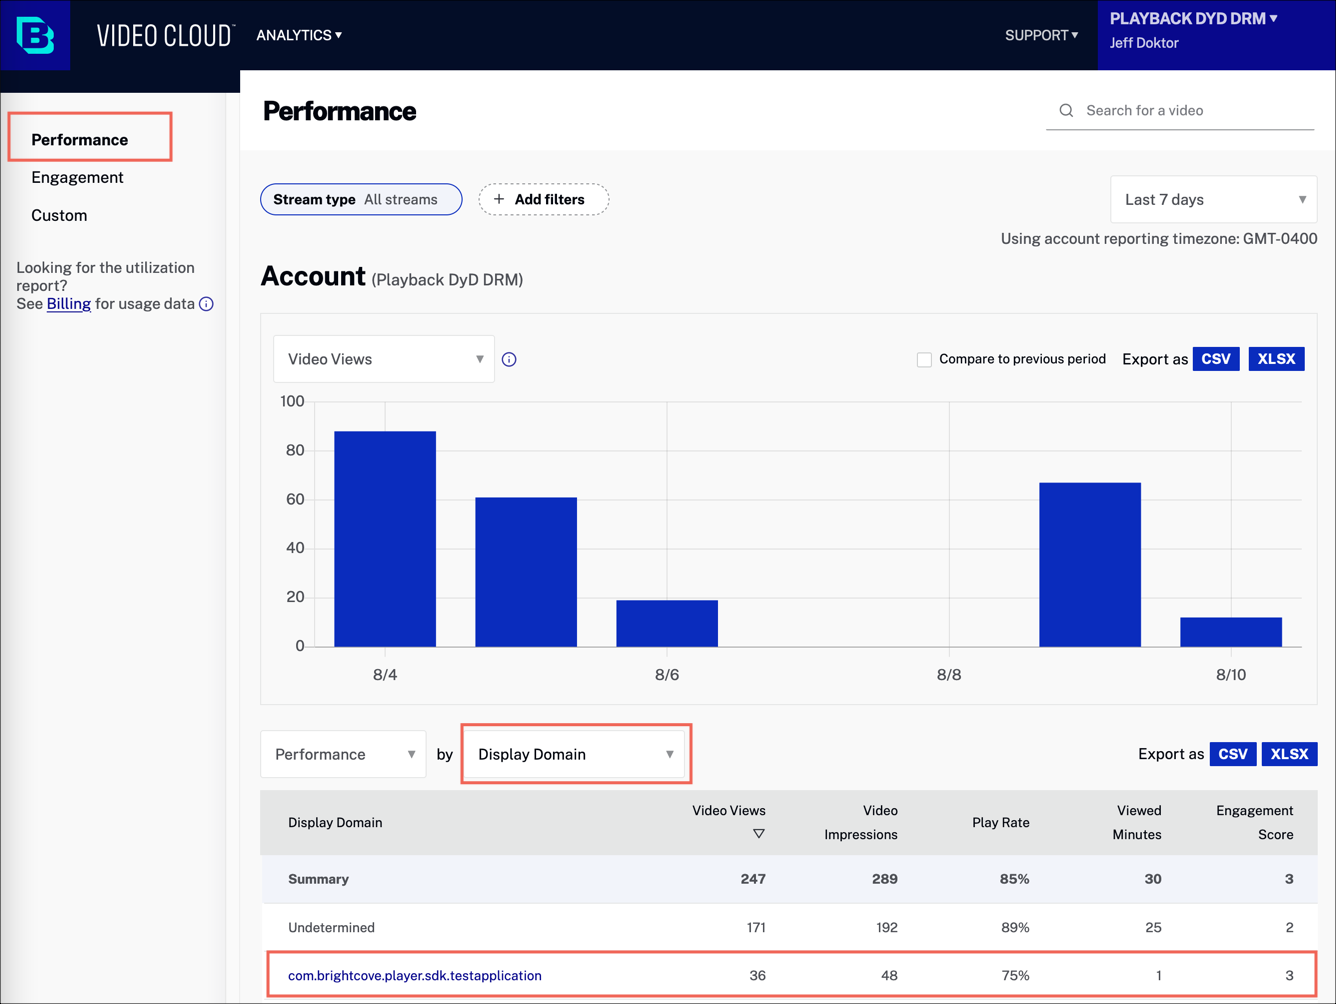 VIDEO CLOUD™
ANALYTICS ▾
SUPPORT ▾
PLAYBACK DYD DRM ▾
Jeff Doktor
Performance
Engagement
Custom
Looking for the utilization
report?
See Billing for usage data
Performance
Search for a video
Stream type All streams
+ Add filters
Last 7 days
Using account reporting timezone: GMT-0400
Account (Playback DyD DRM)
Video Views
Compare to previous period
Export as CSV XLSX
100
80
60
40
20
0
8/4 8/6 8/8 8/10
Performance by Display Domain
Export as CSV XLSX
Display Domain Video Views Video Impressions Play Rate Viewed Minutes Engagement Score
Summary 247 289 85% 30 3
Undetermined 171 192 89% 25 2
com.brightcove.player.sdk.testapplication 36 48 75% 1 3